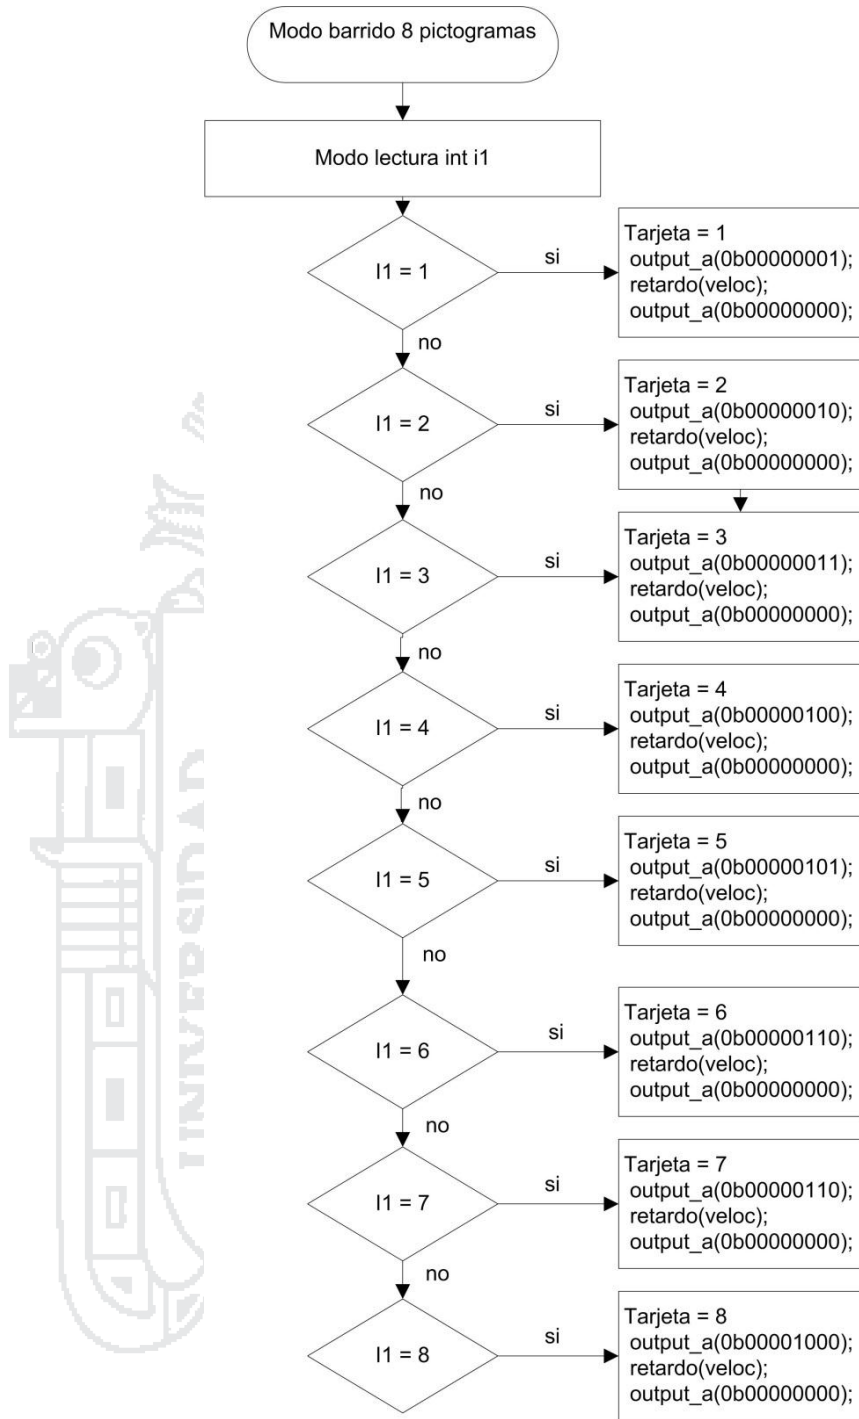 Modo barrido 8 pictogramas
Modo lectura int i1
I1 = 1
si
Tarjeta = 1
output_a(0b00000001);
retardo(veloc);
output_a(0b00000000);
no
I1 = 2
si
Tarjeta = 2
output_a(0b00000010);
retardo(veloc);
output_a(0b00000000);
no
I1 = 3
si
Tarjeta = 3
output_a(0b00000011);
retardo(veloc);
output_a(0b00000000);
no
I1 = 4
si
Tarjeta = 4
output_a(0b00000100);
retardo(veloc);
output_a(0b00000000);
no
I1 = 5
si
Tarjeta = 5
output_a(0b00000101);
retardo(veloc);
output_a(0b00000000);
no
I1 = 6
si
Tarjeta = 6
output_a(0b00000110);
retardo(veloc);
output_a(0b00000000);
no
I1 = 7
si
Tarjeta = 7
output_a(0b00000110);
retardo(veloc);
output_a(0b00000000);
no
I1 = 8
si
Tarjeta = 8
output_a(0b00001000);
retardo(veloc);
output_a(0b00000000);
UNIVERSIDAD